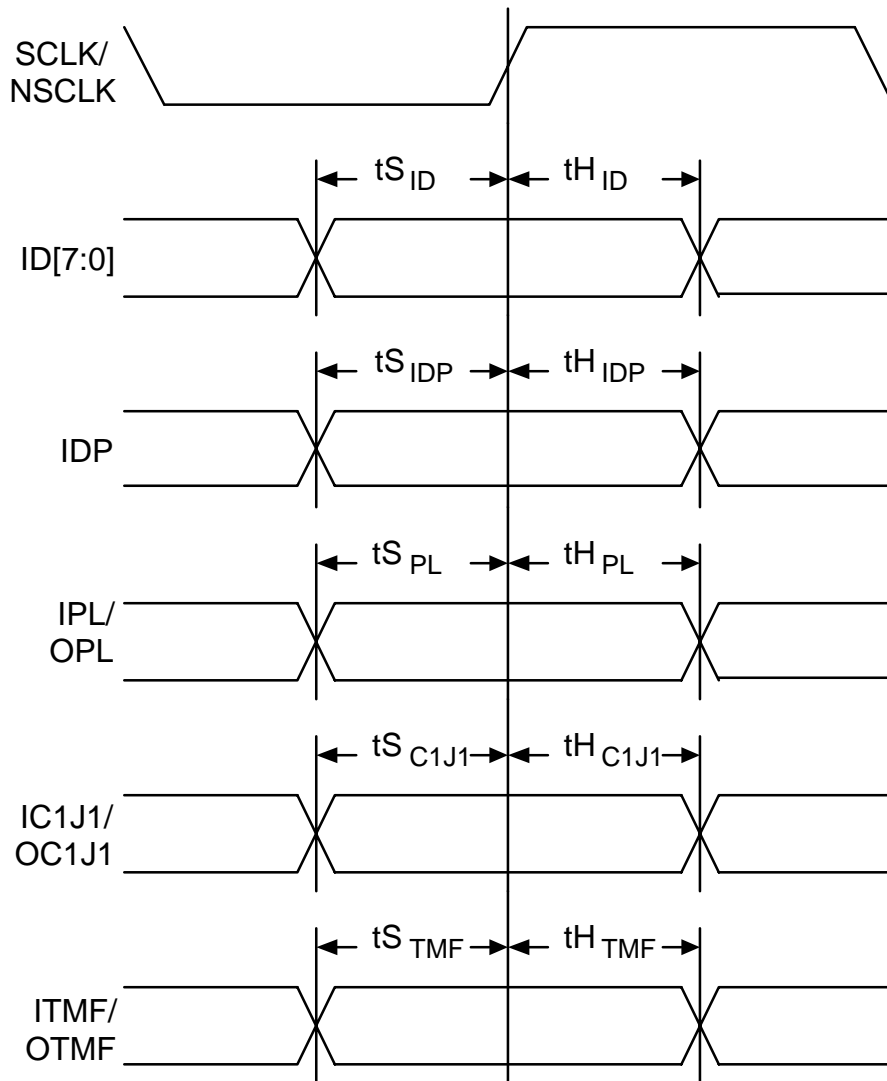 SCLK/
NSCLK
tS ID tH ID
ID[7:0]
tS IDP tH IDP
IDP
tS PL tH PL
IPL/
OPL
tS C1J1 tH C1J1
IC1J1/
OC1J1
tS TMF tH TMF
ITMF/
OTMF